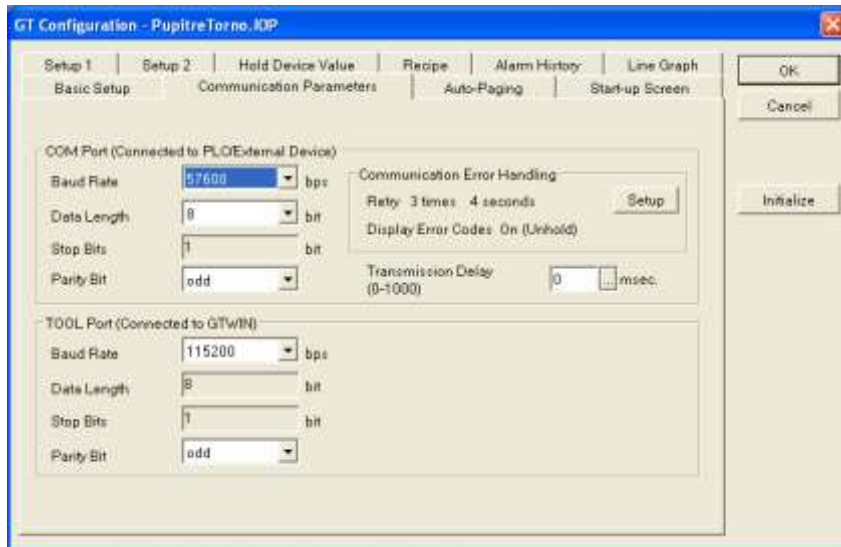 GT Configuration - PupitreTorno.IOP
Setup 1 Setup 2 Hold Device Value Recipe Alarm History Line Graph
Basic Setup Communication Parameters Auto-Paging Start-up Screen
OK
Cancel
Initialize
COM Port (Connected to PLC/External Device)
Baud Rate 57600 bps
Data Length 8 bit
Stop Bits 1 bit
Parity Bit odd
Communication Error Handling
Retry 3 times 4 seconds Setup
Display Error Codes On (Unhold)
Transmission Delay
(0-1000) 0 ... msec.
TOOL Port (Connected to GTWIN)
Baud Rate 115200 bps
Data Length 8 bit
Stop Bits 1 bit
Parity Bit odd